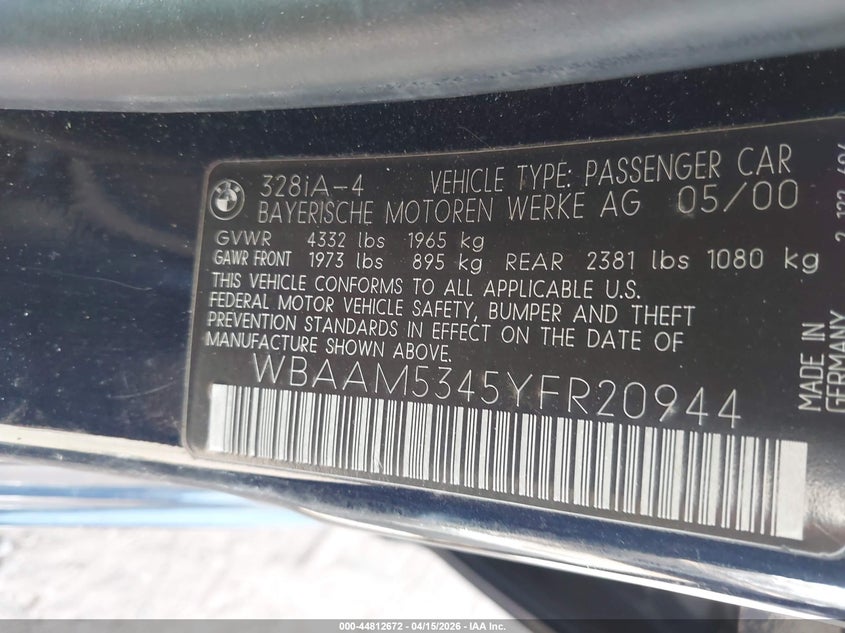 328iA-4 VEHICLE TYPE: PASSENGER CAR
BAYERISCHE MOTOREN WERKE AG 05/00
GVWR 4332 lbs 1965 kg
GAWR FRONT 1973 lbs 895 kg REAR 2381 lbs 1080 kg
THIS VEHICLE CONFORMS TO ALL APPLICABLE U.S.
FEDERAL MOTOR VEHICLE SAFETY, BUMPER AND THEFT
PREVENTION STANDARDS IN EFFECT ON THE DATE OF
MANUFACTURE SHOWN ABOVE.
WBAAM5345YFR20944
MADE IN
GERMANY
000-44812672 - 04/15/2026 - IAA Inc.